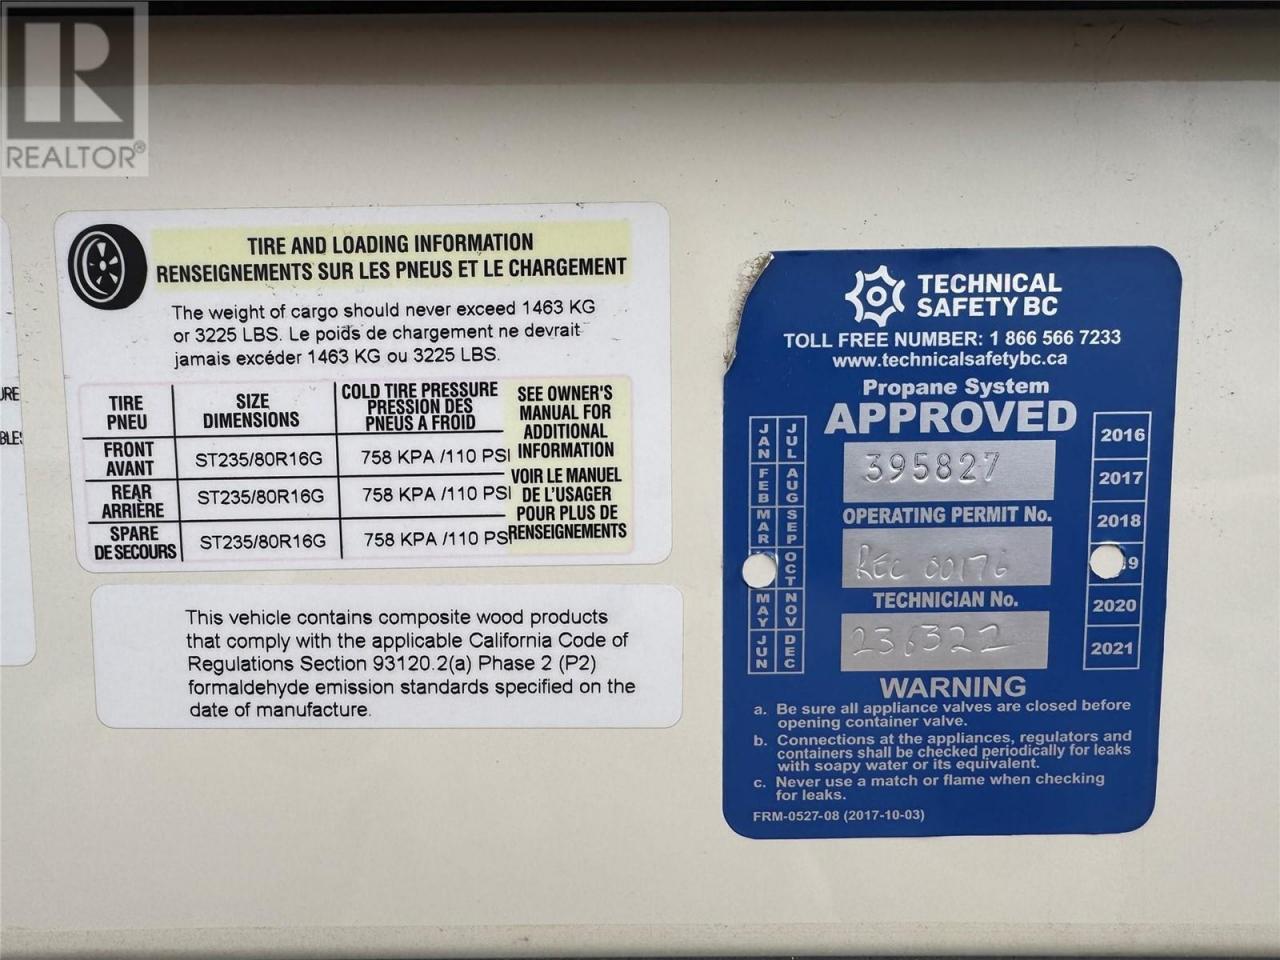 REALTOR®
TIRE AND LOADING INFORMATION
RENSEIGNEMENTS SUR LES PNEUS ET LE CHARGEMENT
The weight of cargo should never exceed 1463 KG
or 3225 LBS. Le poids de chargement ne devrait
jamais excéder 1463 KG ou 3225 LBS.
TIRE
PNEU
SIZE
DIMENSIONS
COLD TIRE PRESSURE
PRESSION DES
PNEUS A FROID
FRONT
AVANT
ST235/80R16G
758 KPA /110 PSI
REAR
ARRIÈRE
ST235/80R16G
758 KPA /110 PSI
SPARE
DE SECOURS
ST235/80R16G
758 KPA /110 PS
SEE OWNER'S
MANUAL FOR
ADDITIONAL
INFORMATION
VOIR LE MANUEL
DE L'USAGER
POUR PLUS DE
RENSEIGNEMENTS
This vehicle contains composite wood products
that comply with the applicable California Code of
Regulations Section 93120.2(a) Phase 2 (P2)
formaldehyde emission standards specified on the
date of manufacture.
TECHNICAL
SAFETY BC
TOLL FREE NUMBER: 1 866 566 7233
www.technicalsafetybc.ca
Propane System
APPROVED
JAN JUL
FEB AUG
MAR SEP
OCT
MAY NOV
JUN DEC
395827
OPERATING PERMIT No.
REC 00176
TECHNICIAN No.
236322
2016
2017
2018
9
2020
2021
WARNING
a. Be sure all appliance valves are closed before
opening container valve.
b. Connections at the appliances, regulators and
containers shall be checked periodically for leaks
with soapy water or its equivalent.
c. Never use a match or flame when checking
for leaks.
FRM-0527-08 (2017-10-03)